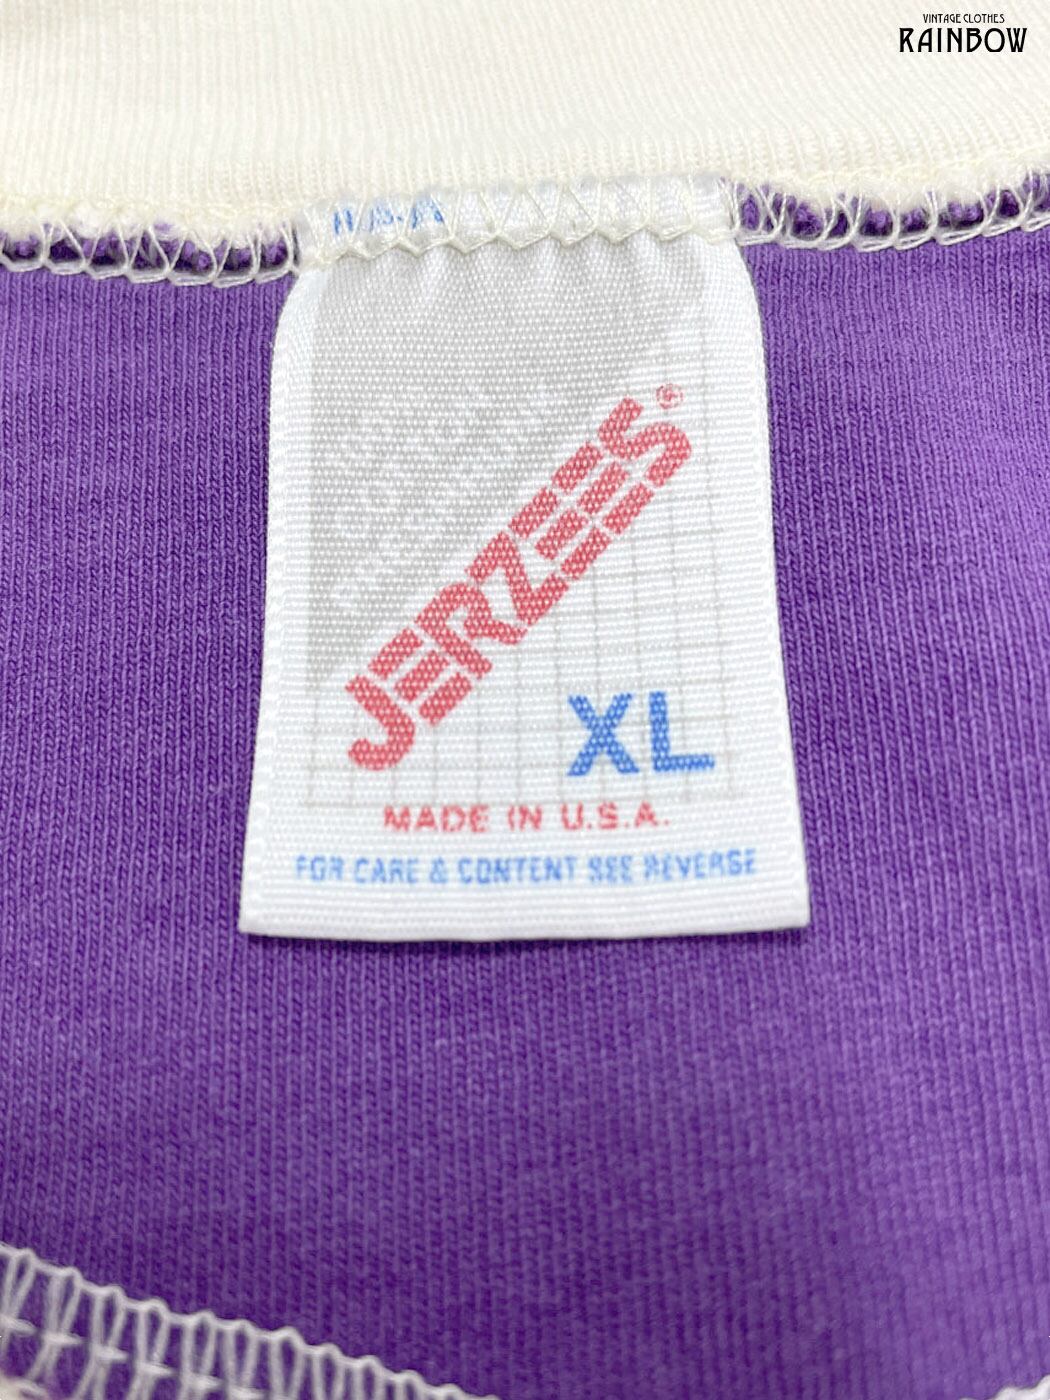 VINTAGE CLOTHES
RAINBOW
U.S.A
JERZEES®
XL
MADE IN U.S.A.
FOR CARE & CONTENT SEE REVERSE